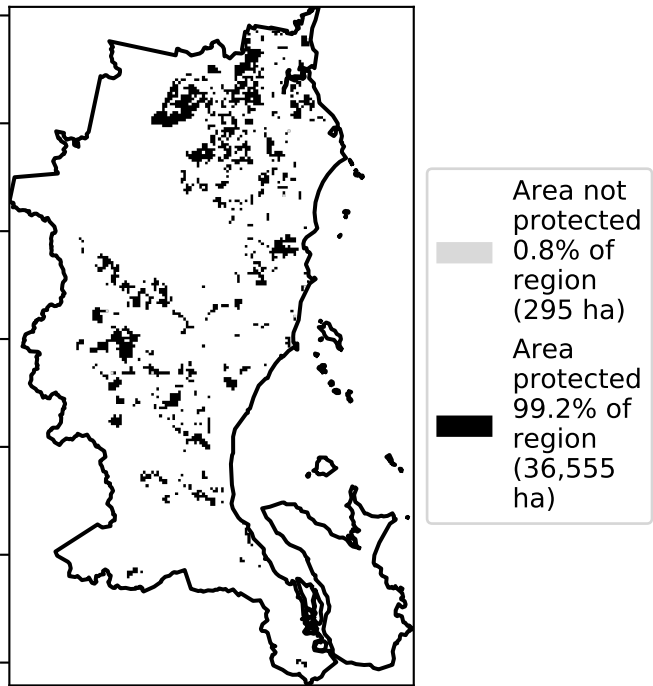 Area not
protected
0.8% of
region
(295 ha)
Area
protected
99.2% of
region
(36,555
ha)